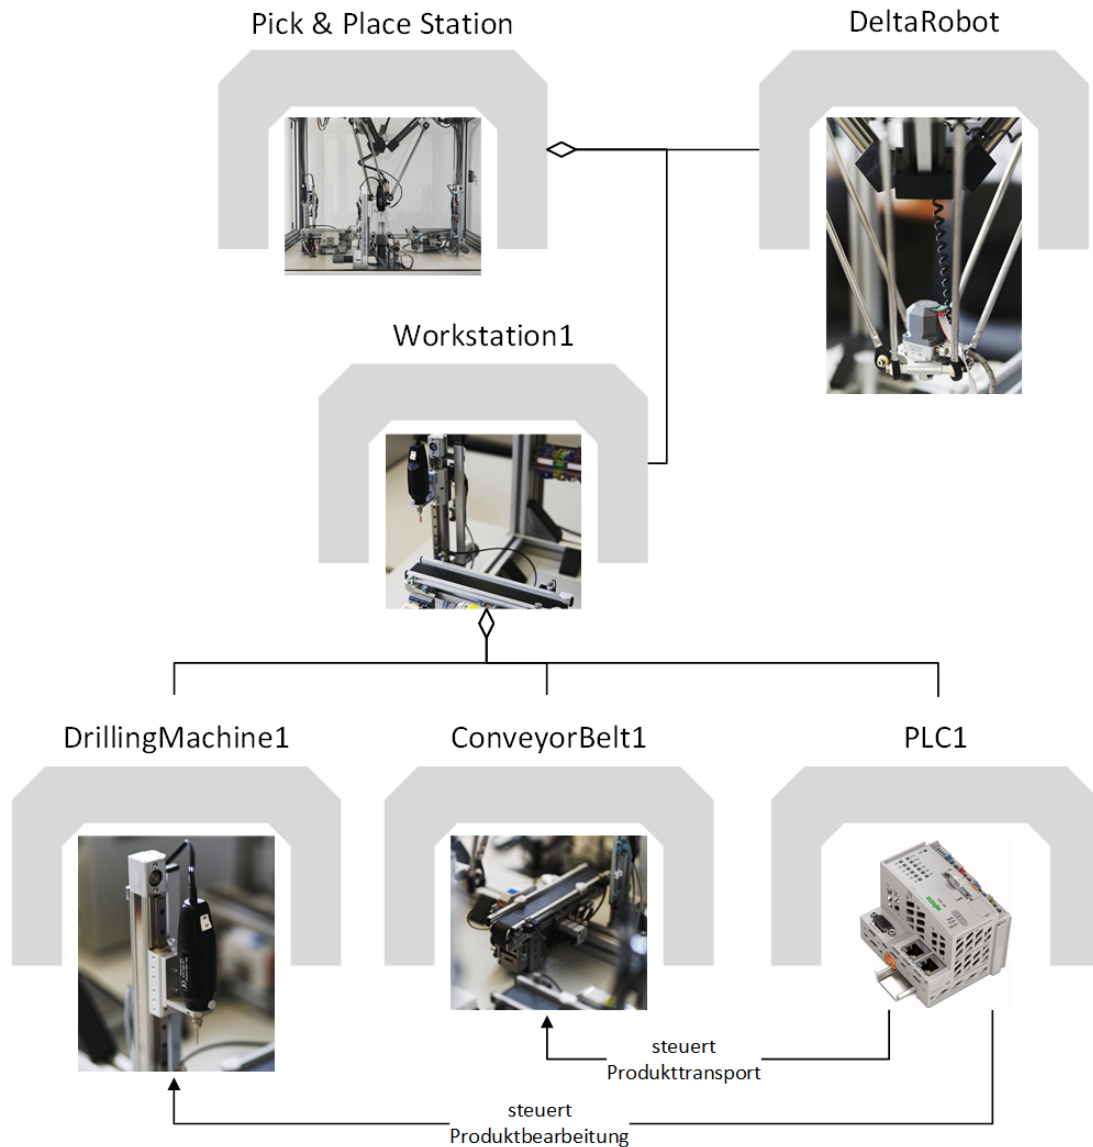 Pick & Place Station
DeltaRobot
Workstation1
DrillingMachine1
ConveyorBelt1
PLC1
steuert
Produkttransport
steuert
Produktbearbeitung